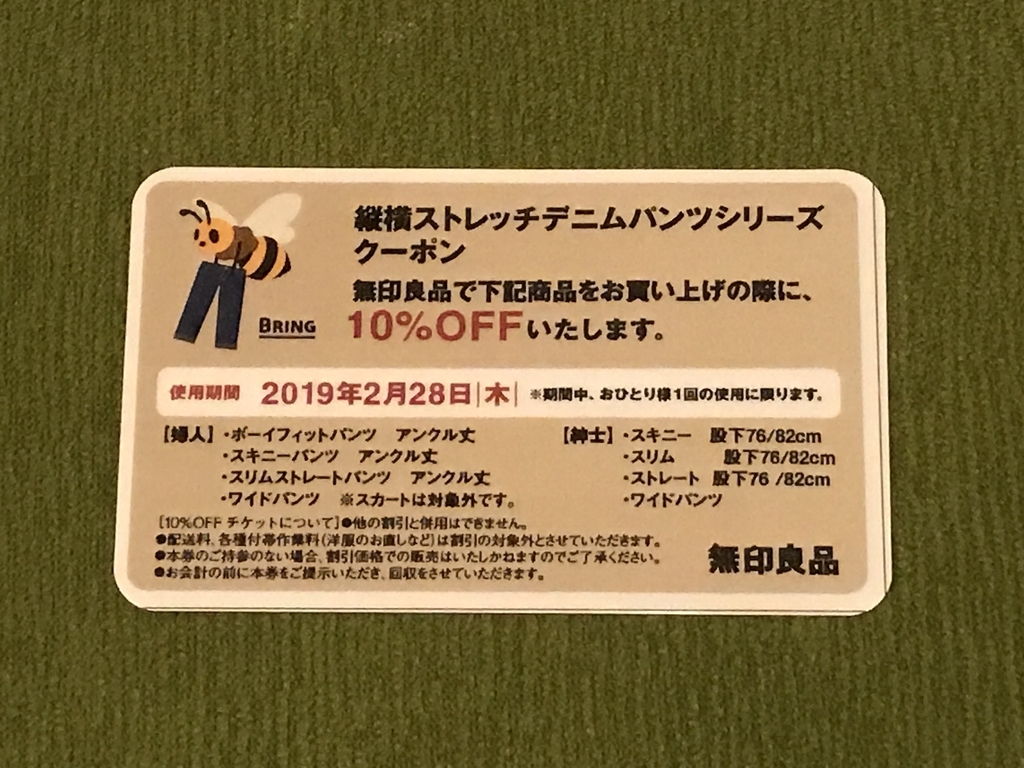 縦横ストレッチデニムパンツシリーズ
クーポン
無印良品で下記商品をお買い上げの際に、
10%OFFいたします。
BRING
使用期間 2019年2月28日|木| ※期間中、おひとり様1回の使用に限ります。
【婦人】・ボーイフィットパンツ アンクル丈
・スキニーパンツ アンクル丈
・スリムストレートパンツ アンクル丈
・ワイドパンツ ※スカートは対象外です。
【紳士】・スキニー 股下76/82cm
・スリム 股下76/82cm
・ストレート 股下76 /82cm
・ワイドパンツ
[10%OFF チケットについて]●他の割引と併用はできません。
●配送料、各種付帯作業料(洋服のお直しなど)は割引の対象外とさせていただきます。
●本券のご持参のない場合、割引価格での販売はいたしかねますのでご了承ください。
●お会計の前に本券をご提示いただき、回収をさせていただきます。
無印良品